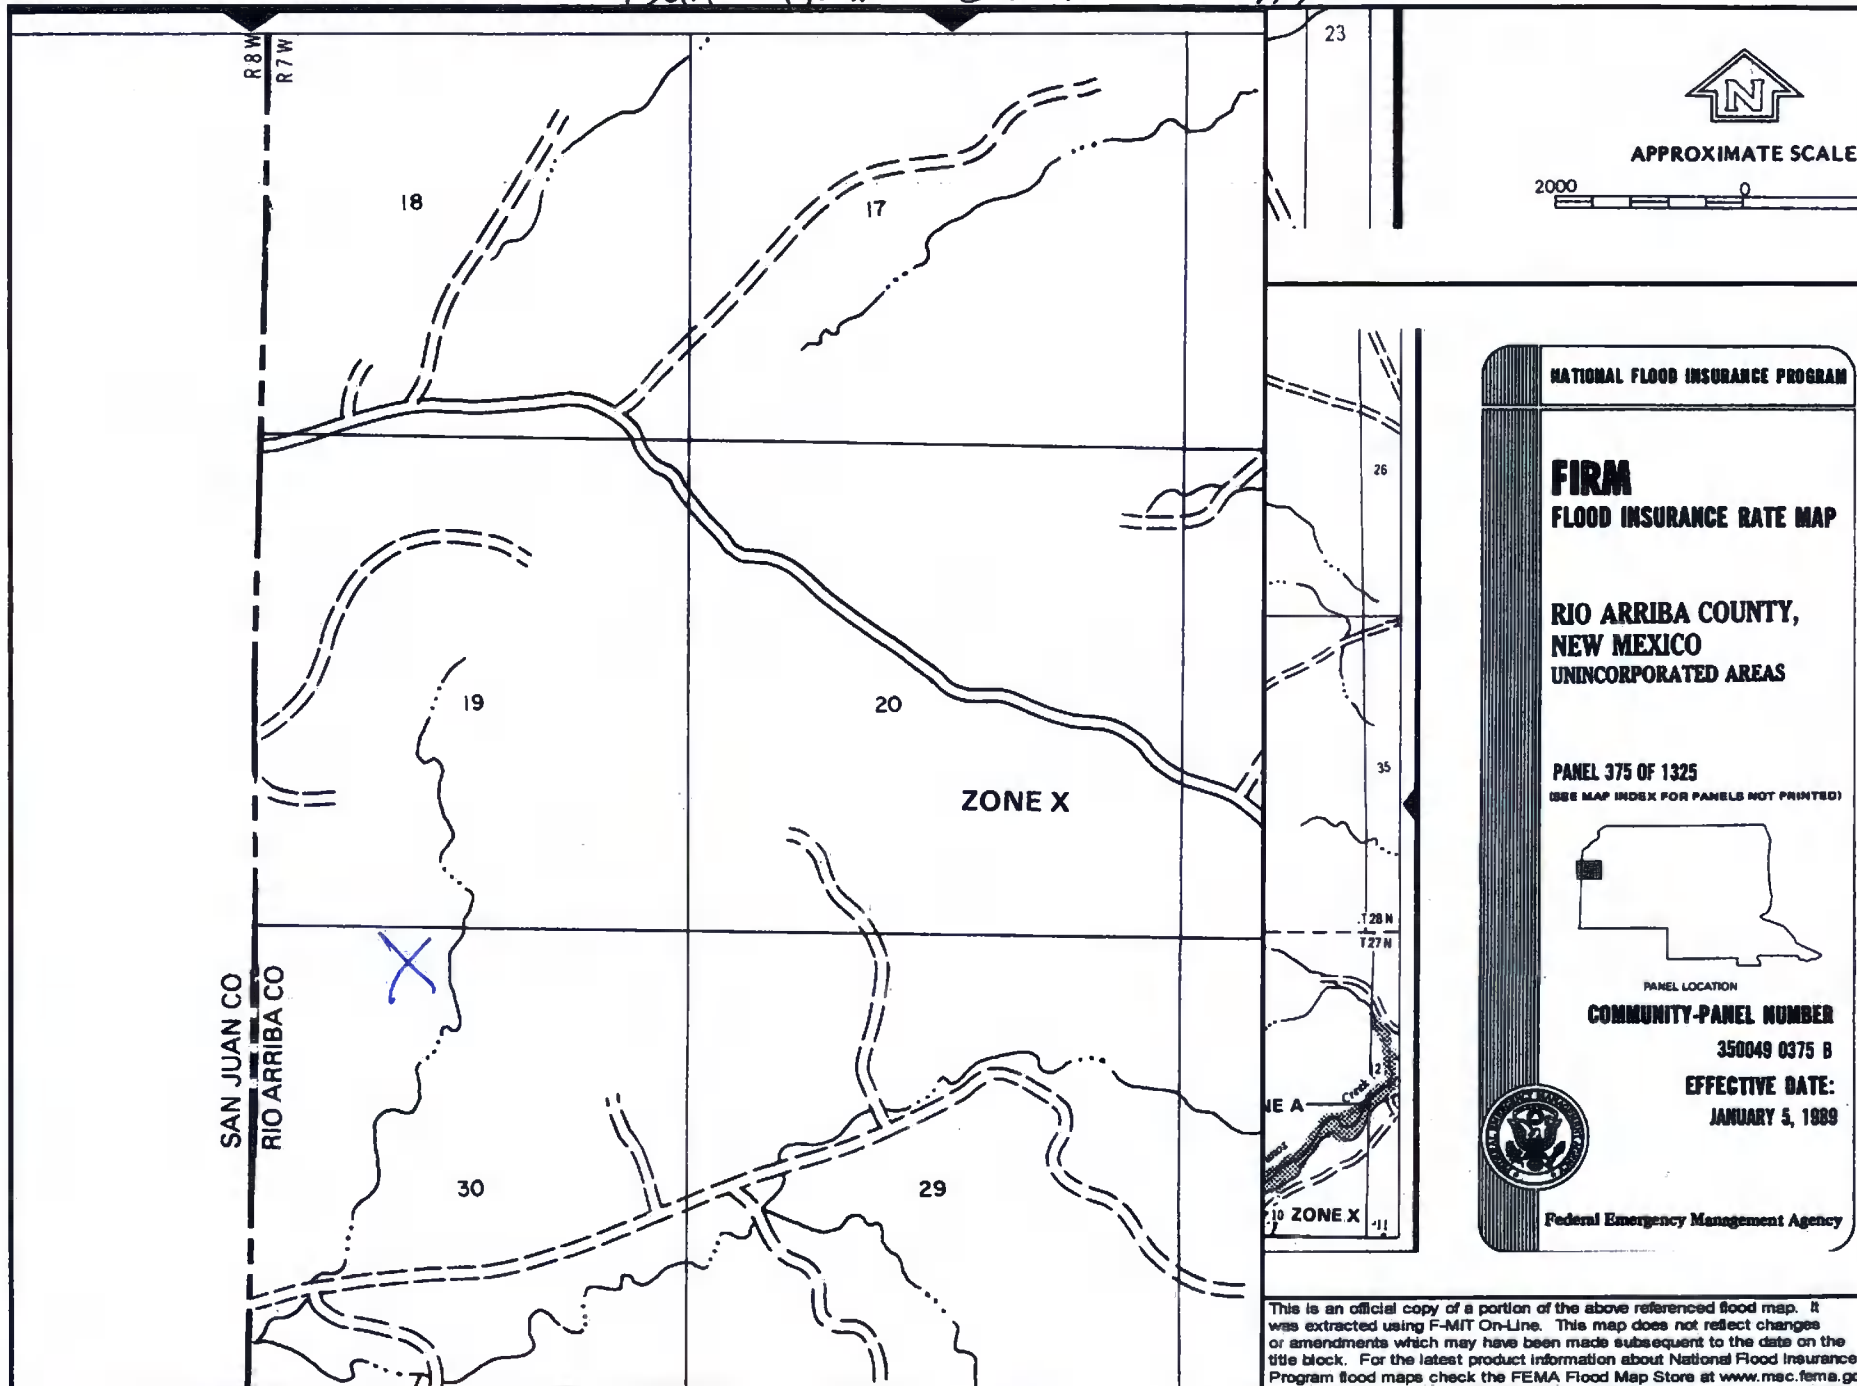 R8W
R7W
18
17
19
20
ZONE X
SAN JUAN CO
RIO ARRIBA CO
30
29
23
26
35
T28N
T27N
2
Creek
NE A
10 ZONE X 11
N
APPROXIMATE SCALE
2000 0
NATIONAL FLOOD INSURANCE PROGRAM
FIRM
FLOOD INSURANCE RATE MAP
RIO ARRIBA COUNTY,
NEW MEXICO
UNINCORPORATED AREAS
PANEL 375 OF 1325
(SEE MAP INDEX FOR PANELS NOT PRINTED)
PANEL LOCATION
COMMUNITY-PANEL NUMBER
350049 0375 B
EFFECTIVE DATE:
JANUARY 5, 1989
Federal Emergency Management Agency
This is an official copy of a portion of the above referenced flood map. It
was extracted using F-MIT On-Line. This map does not reflect changes
or amendments which may have been made subsequent to the date on the
title block. For the latest product information about National Flood Insurance
Program flood maps check the FEMA Flood Map Store at www.msc.fema.go